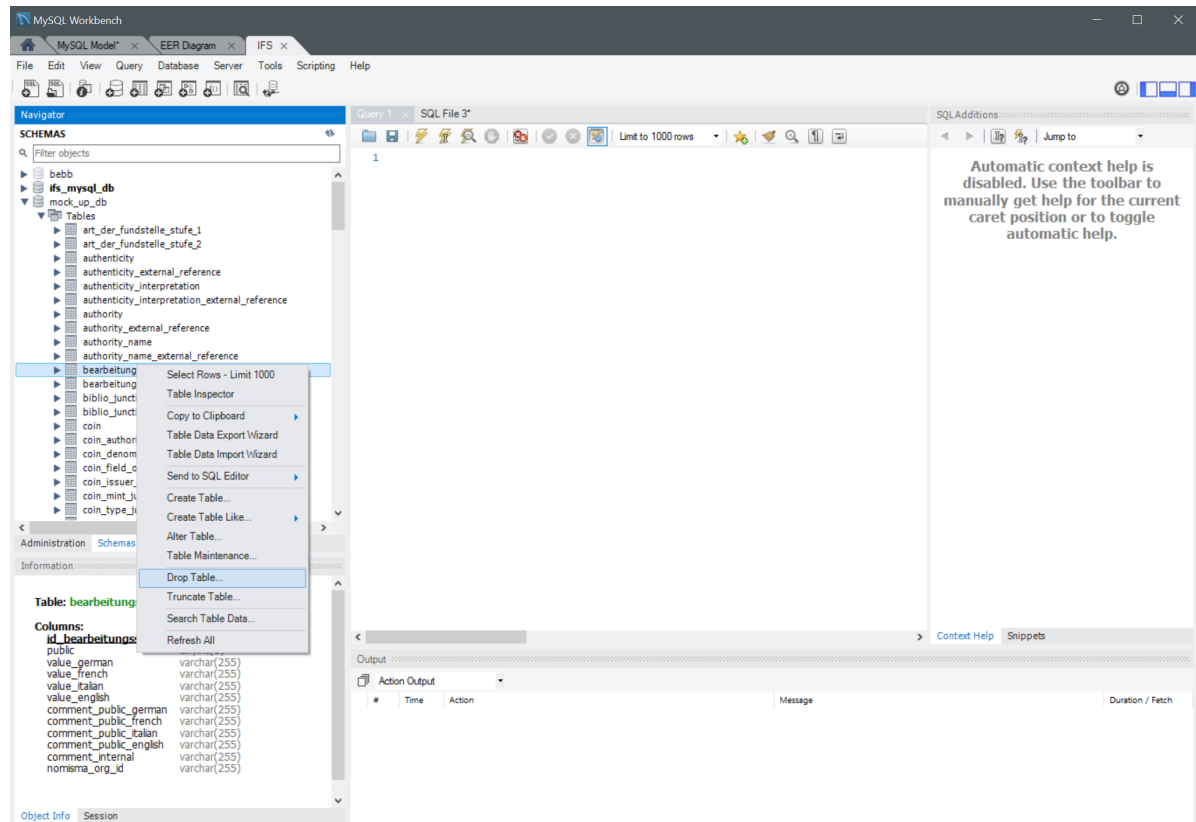 MySQL Workbench
MySQL Model* × EER Diagram × IFS ×
File Edit View Query Database Server Tools Scripting Help
Navigator
SCHEMAS
Filter objects
bebb
ifs_mysql_db
mock_up_db
Tables
art_der_fundstelle_stufe_1
art_der_fundstelle_stufe_2
authenticity
authenticity_external_reference
authenticity_interpretation
authenticity_interpretation_external_reference
authority
authority_external_reference
authority_name
authority_name_external_reference
bearbeitung
bearbeitung
biblio_juncti
biblio_juncti
coin
coin_author
coin_denom
coin_field_o
coin_issuer_
coin_mint_ju
coin_type_ju
Select Rows - Limit 1000
Table Inspector
Copy to Clipboard
Table Data Export Wizard
Table Data Import Wizard
Send to SQL Editor
Create Table...
Create Table Like...
Alter Table...
Table Maintenance...
Drop Table...
Truncate Table...
Search Table Data...
Refresh All
Administration Schemas
Information
Table: bearbeitung
Columns:
id_bearbeitungss
public
value_german varchar(255)
value_french varchar(255)
value_italian varchar(255)
value_english varchar(255)
comment_public_german varchar(255)
comment_public_french varchar(255)
comment_public_italian varchar(255)
comment_public_english varchar(255)
comment_internal varchar(255)
nomisma_org_id varchar(255)
Object Info Session
Query 1 × SQL File 3*
Limit to 1000 rows
1
Output
Action Output
# Time Action Message Duration / Fetch
SQLAdditions
Jump to
Automatic context help is
disabled. Use the toolbar to
manually get help for the current
caret position or to toggle
automatic help.
Context Help Snippets